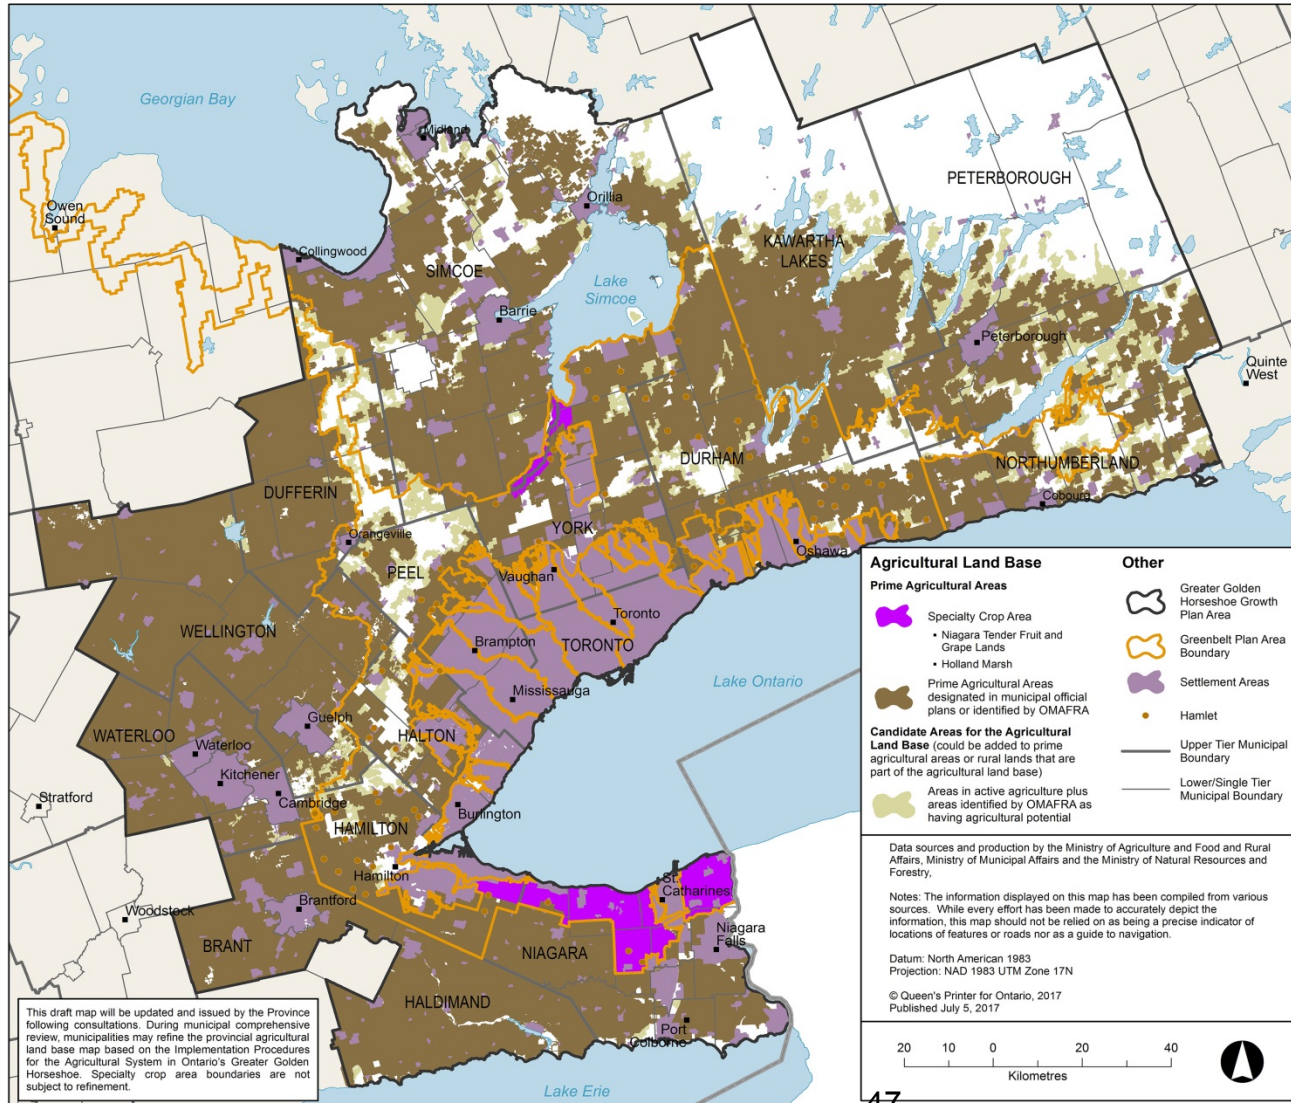 Georgian Bay
Midland
Owen
Sound
Orillia
PETERBOROUGH
Collingwood
SIMCOE
KAWARTHA
LAKES
Lake
Simcoe
Barrie
Peterborough
Quinte
West
DUFFERIN
DURHAM
NORTHUMBERLAND
Cobourg
Orangeville
YORK
Oshawa
PEEL
Vaughan
Toronto
WELLINGTON
Brampton
TORONTO
Mississauga
Lake Ontario
Guelph
WATERLOO
HALTON
Waterloo
Kitchener
Cambridge
Stratford
Burlington
HAMILTON
Hamilton
St.
Catharines
Brantford
Woodstock
Niagara
Falls
BRANT
NIAGARA
HALDIMAND
Port
Colborne
Lake Erie
Agricultural Land Base
Prime Agricultural Areas
Specialty Crop Area
▪ Niagara Tender Fruit and
Grape Lands
▪ Holland Marsh
Prime Agricultural Areas
designated in municipal official
plans or identified by OMAFRA
Candidate Areas for the Agricultural
Land Base (could be added to prime
agricultural areas or rural lands that are
part of the agricultural land base)
Areas in active agriculture plus
areas identified by OMAFRA as
having agricultural potential
Other
Greater Golden
Horseshoe Growth
Plan Area
Greenbelt Plan Area
Boundary
Settlement Areas
Hamlet
Upper Tier Municipal
Boundary
Lower/Single Tier
Municipal Boundary
Data sources and production by the Ministry of Agriculture and Food and Rural
Affairs, Ministry of Municipal Affairs and the Ministry of Natural Resources and
Forestry,
Notes: The information displayed on this map has been compiled from various
sources. While every effort has been made to accurately depict the
information, this map should not be relied on as being a precise indicator of
locations of features or roads nor as a guide to navigation.
Datum: North American 1983
Projection: NAD 1983 UTM Zone 17N
© Queen's Printer for Ontario, 2017
Published July 5, 2017
20 10 0 20 40
Kilometres
This draft map will be updated and issued by the Province
following consultations. During municipal comprehensive
review, municipalities may refine the provincial agricultural
land base map based on the Implementation Procedures
for the Agricultural System in Ontario's Greater Golden
Horseshoe. Specialty crop area boundaries are not
subject to refinement.
47